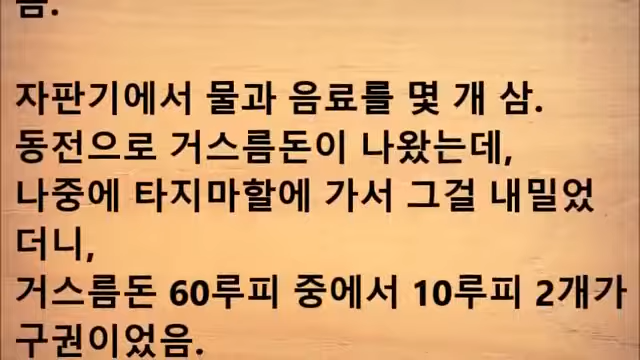 음.
자판기에서 물과 음료를 몇 개 삼.
동전으로 거스름돈이 나왔는데,
나중에 타지마할에 가서 그걸 내밀었
더니,
거스름돈 60루피 중에서 10루피 2개가
구권이었음.